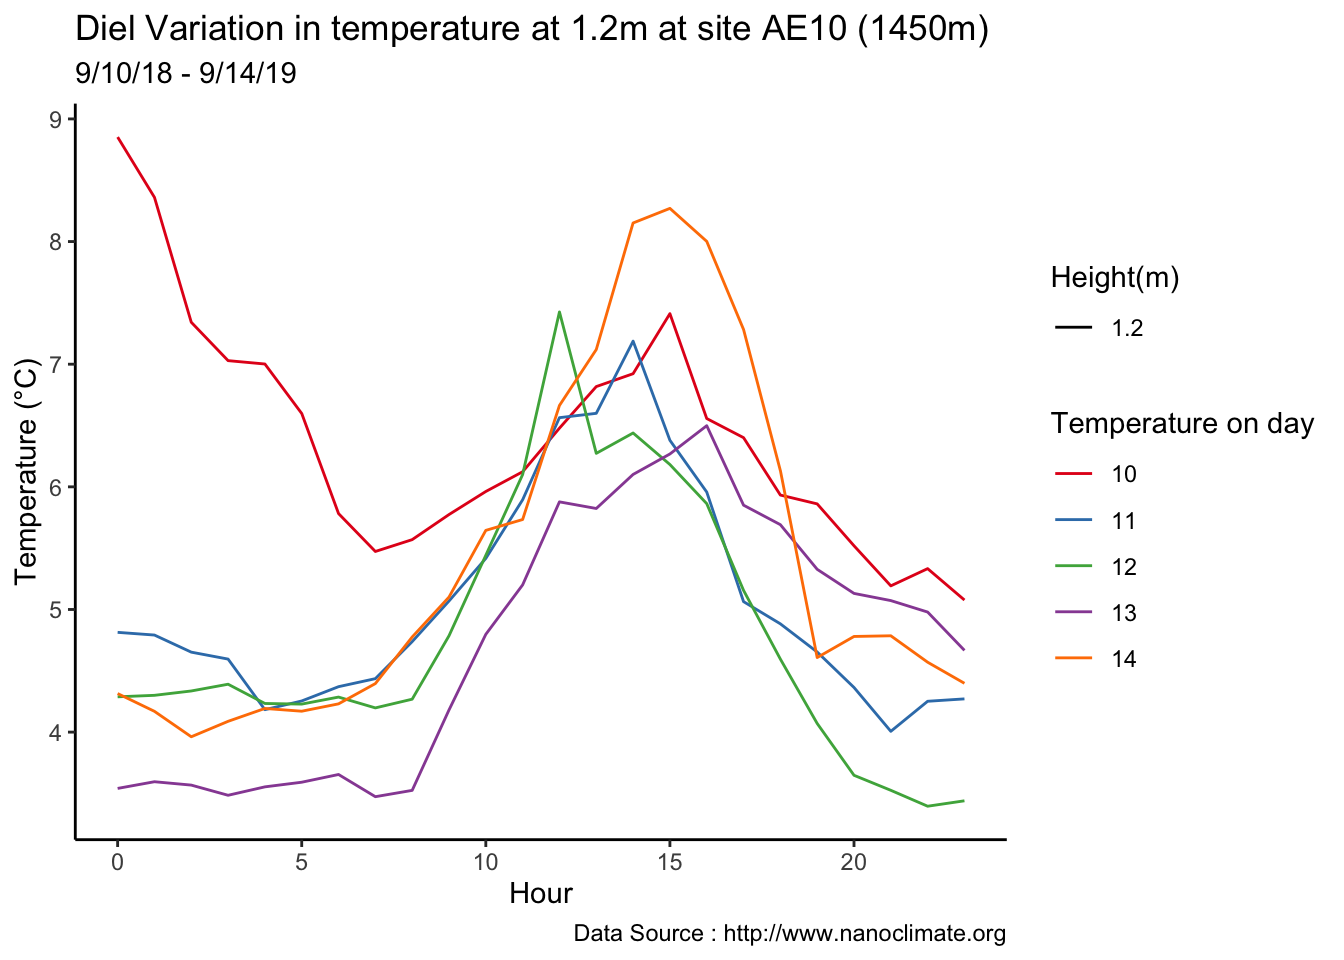 Diel Variation in temperature at 1.2m at site AE10 (1450m)
9/10/18 - 9/14/19
9
8
7
6
5
4
Temperature (°C)
0 5 10 15 20
Hour
Data Source : http://www.nanoclimate.org
Height(m)
1.2
Temperature on day
10
11
12
13
14